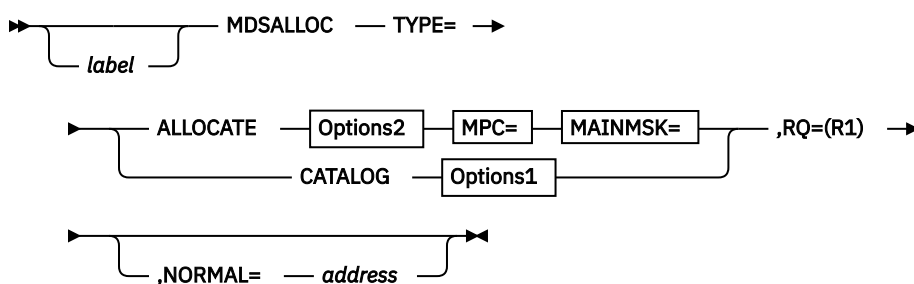 MDSALLOC TYPE=
label
ALLOCATE Options2 MPC= MAINMSK= ,RQ=(R1)
CATALOG Options1
,NORMAL= address